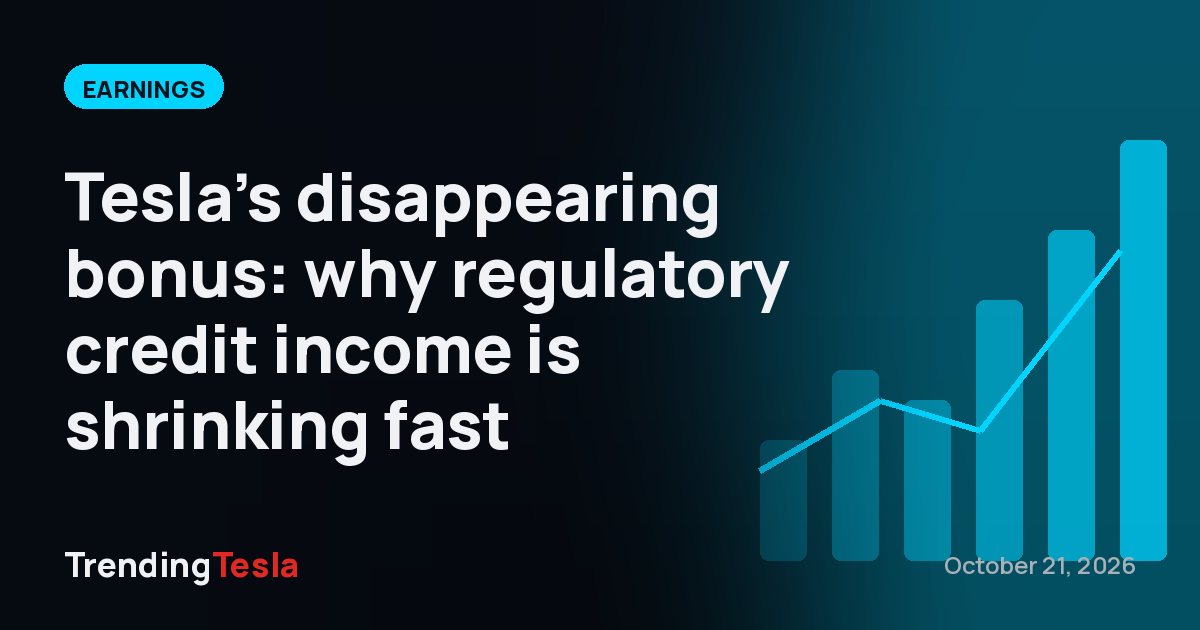 EARNINGS
Tesla’s disappearing
bonus: why regulatory
credit income is
shrinking fast
TrendingTesla
October 21, 2026